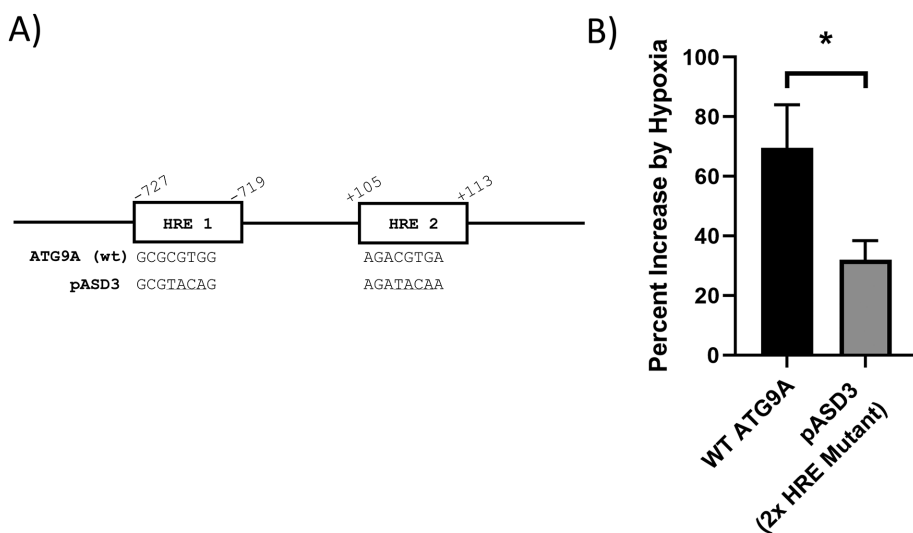 A)
-727
-719
+105
+113
HRE 1
HRE 2
ATG9A (wt) GCGCGTGG AGACGTGA
pASD3 GCGTACAG AGATACAA
B)
*
Percent Increase by Hypoxia
100
80
60
40
20
0
WT ATG9A
pASD3
(2x HRE Mutant)